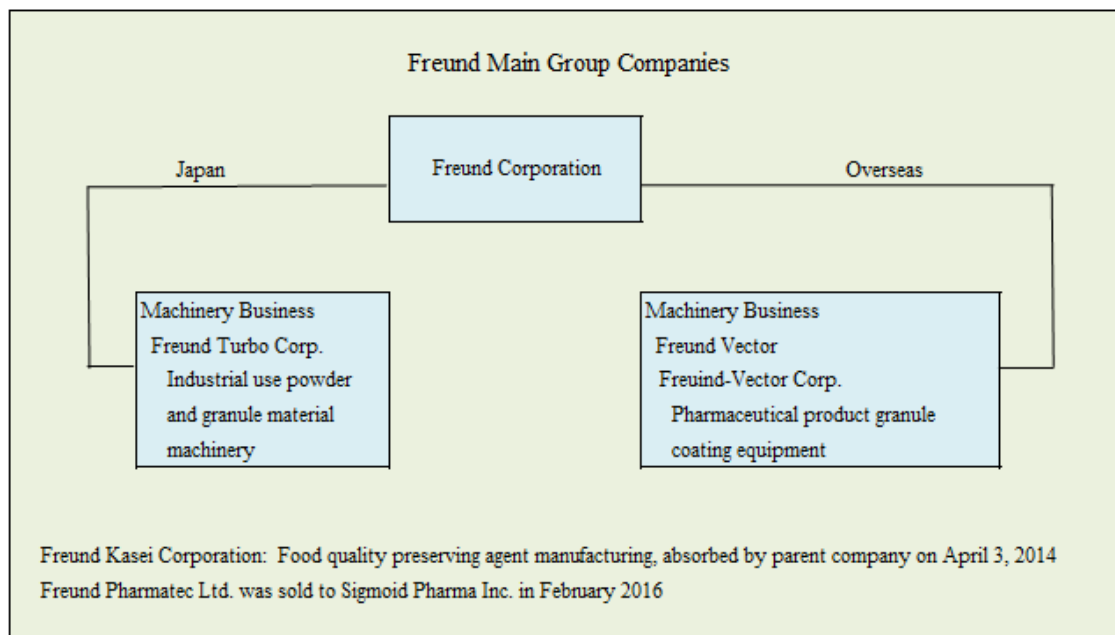 Freund Main Group Companies
Freund Corporation
Japan
Overseas
Machinery Business
Freund Turbo Corp.
Industrial use powder
and granule material
machinery
Machinery Business
Freund Vector
Freuind-Vector Corp.
Pharmaceutical product granule
coating equipment
Freund Kasei Corporation: Food quality preserving agent manufacturing, absorbed by parent company on April 3, 2014
Freund Pharmatec Ltd. was sold to Sigmoid Pharma Inc. in February 2016